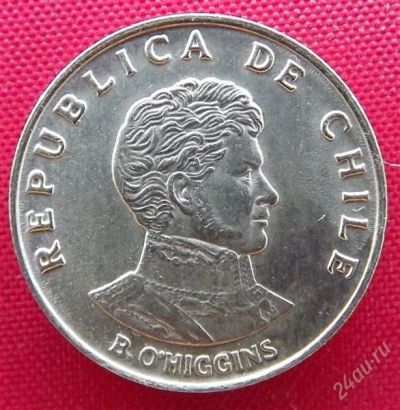 REPUBLICA DE CHILE
B. O'HIGGINS
24au.ru